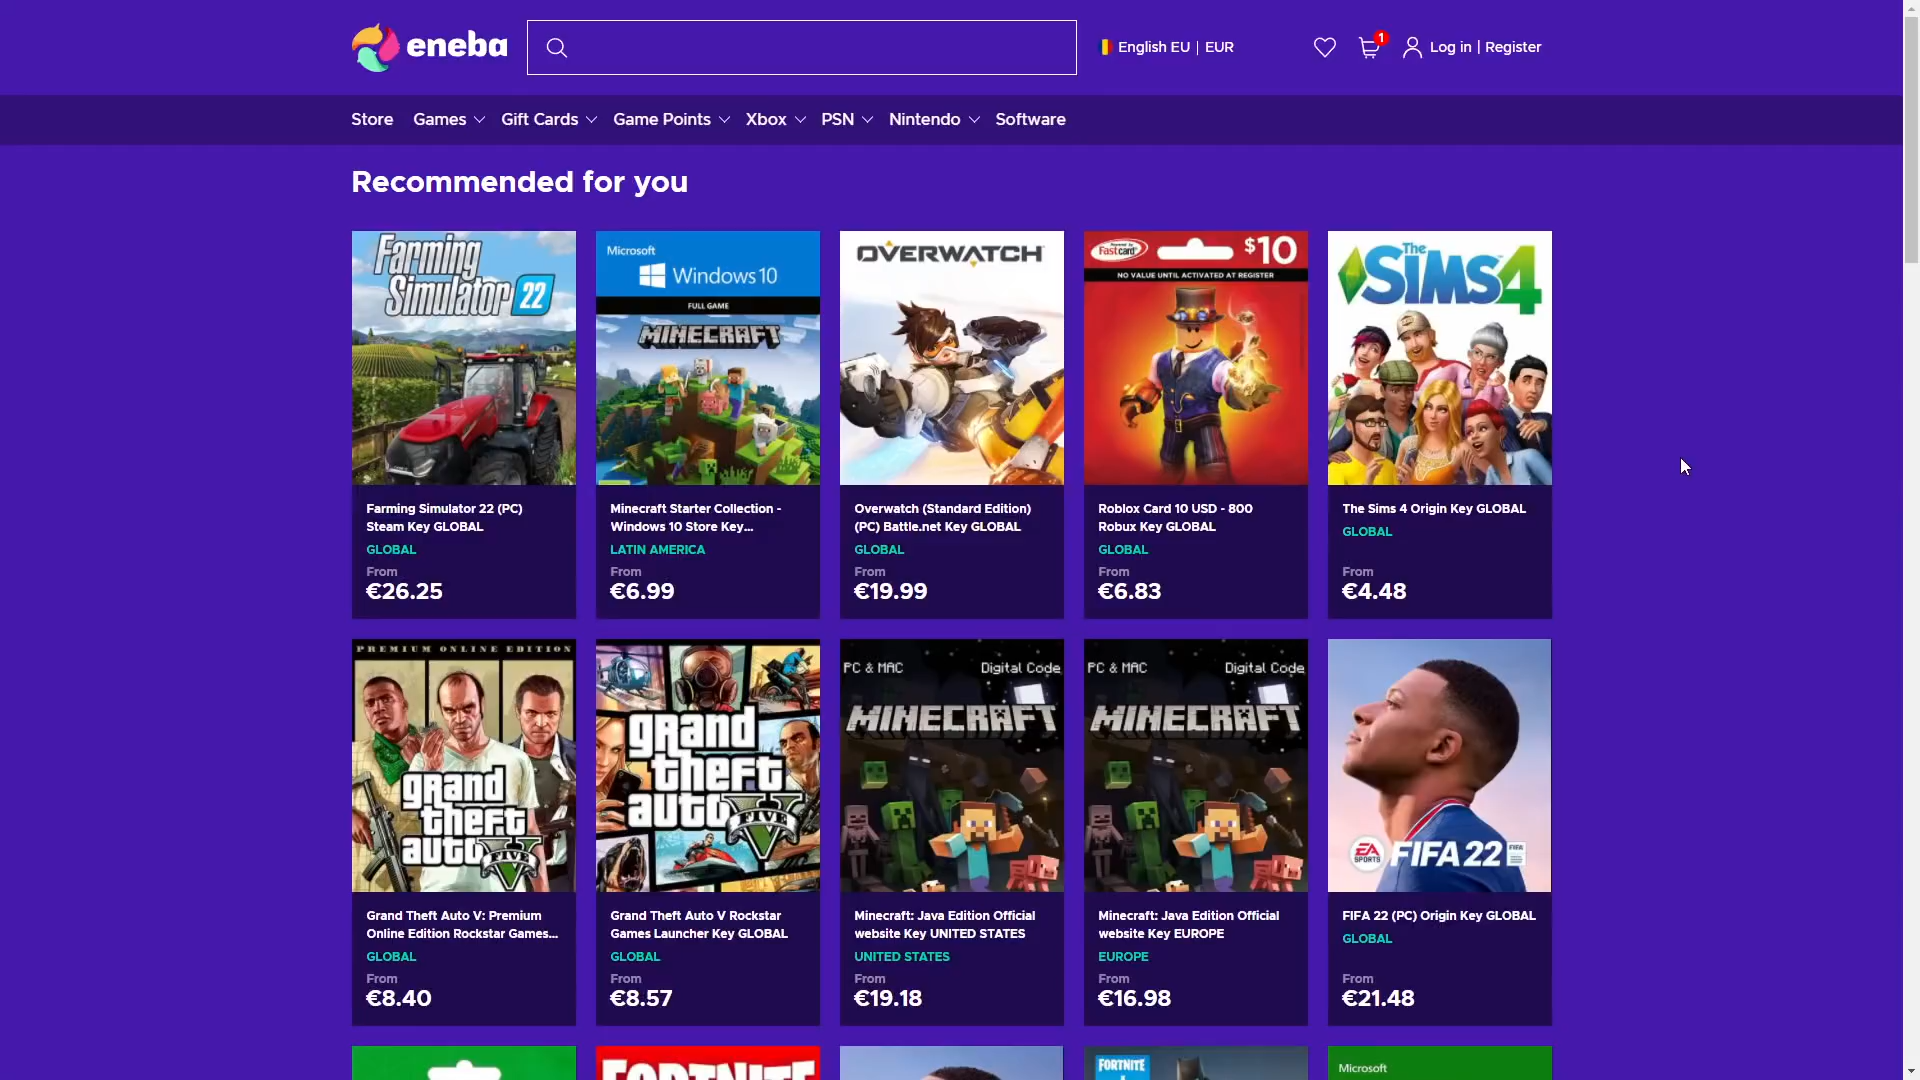 eneba
English EU | EUR
1
Log in | Register
Store Games Gift Cards Game Points Xbox PSN Nintendo Software
Recommended for you
Farming
Simulator 22
Farming Simulator 22 (PC)
Steam Key GLOBAL
GLOBAL
From
€26.25
Microsoft
Windows 10
FULL GAME
MINECRAFT
Minecraft Starter Collection -
Windows 10 Store Key...
LATIN AMERICA
From
€6.99
OVERWATCH
Overwatch (Standard Edition)
(PC) Battle.net Key GLOBAL
GLOBAL
From
€19.99
Fastcard
$10
NO VALUE UNTIL ACTIVATED AT REGISTER
Roblox Card 10 USD - 800
Robux Key GLOBAL
GLOBAL
From
€6.83
The
SIMS 4
The Sims 4 Origin Key GLOBAL
GLOBAL
From
€4.48
PREMIUM ONLINE EDITION
grand
theft
auto
FIVE
V
Grand Theft Auto V: Premium
Online Edition Rockstar Games...
GLOBAL
From
€8.40
grand
theft
auto
FIVE
V
Grand Theft Auto V Rockstar
Games Launcher Key GLOBAL
GLOBAL
From
€8.57
PC & MAC Digital Code
MINECRAFT
Minecraft: Java Edition Official
website Key UNITED STATES
UNITED STATES
From
€19.18
PC & MAC Digital Code
MINECRAFT
Minecraft: Java Edition Official
website Key EUROPE
EUROPE
From
€16.98
EA
SPORTS
FIFA 22
FIFA
FIFA 22 (PC) Origin Key GLOBAL
GLOBAL
From
€21.48
FORTNITE
FORTNITE
Microsoft